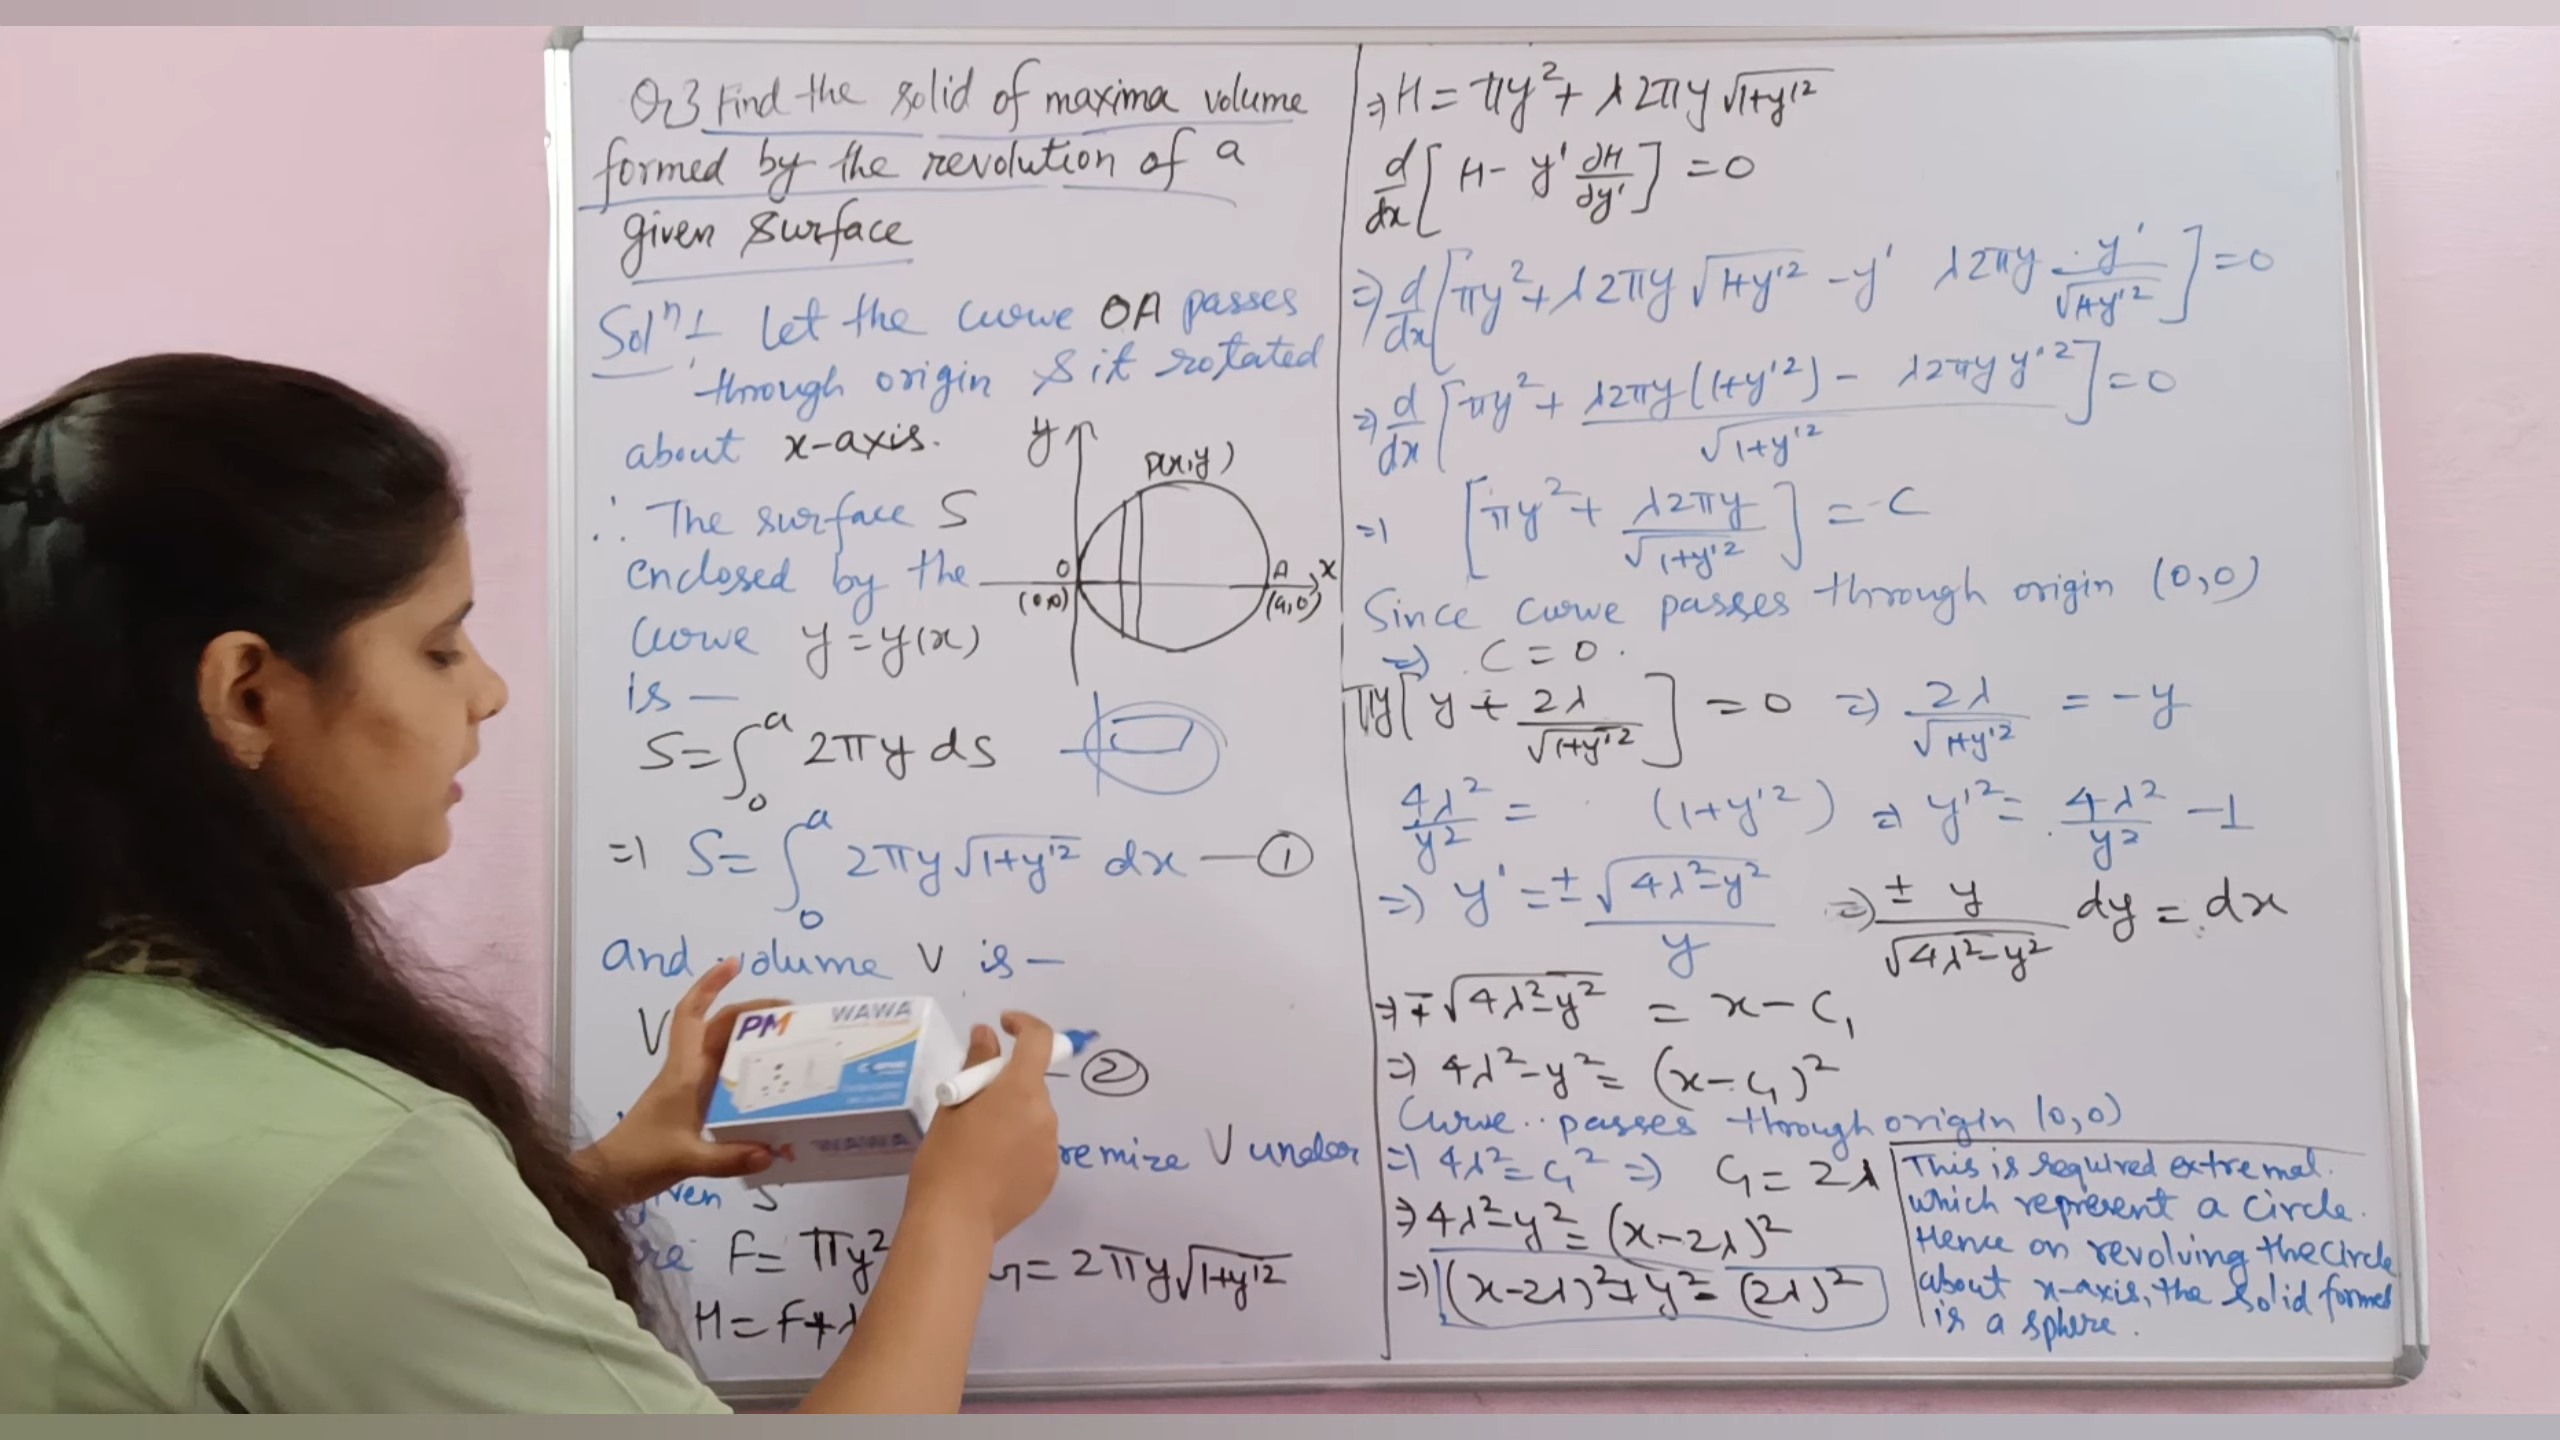 Q.3 Find the solid of maxima volume
formed by the revolution of a
given surface
Solⁿ :- Let the curve OA passes
through origin & it rotated
about x-axis.
y
P(x,y)
∴ The surface S
enclosed by the
O
A
x
(0,0)
(a,0)
curve y = y(x)
is —
S = ∫₀ᵃ 2πy ds
⇒ S = ∫₀ᵃ 2πy √(1+y'²) dx — ①
and volume V is —
V
— ②
remize V under
given S
F = πy²
= 2πy√(1+y'²)
H = F+λ
PM WAWA
WAWA
⇒ H = πy² + λ2πy √(1+y'²)
d/dx [H - y' ∂H/∂y'] = 0
⇒ d/dx [πy² + λ2πy √(1+y'²) - y' λ2πy y'/√(1+y'²)] = 0
⇒ d/dx [πy² + (λ2πy(1+y'²) - λ2πy y'²)/√(1+y'²)] = 0
⇒ [πy² + λ2πy/√(1+y'²)] = C
Since curve passes through origin (0,0)
⇒ C = 0.
πy[y + 2λ/√(1+y'²)] = 0 ⇒ 2λ/√(1+y'²) = -y
4λ²/y² = (1+y'²) ⇒ y'² = 4λ²/y² - 1
⇒ y' = ± √(4λ²-y²)/y ⇒ ± y/√(4λ²-y²) dy = dx
⇒ ∓√(4λ²-y²) = x - C₁
⇒ 4λ²-y² = (x-C₁)²
Curve passes through origin (0,0)
⇒ 4λ² = C₁² ⇒ C₁ = 2λ
⇒ 4λ²-y² = (x-2λ)²
⇒ (x-2λ)²+y² = (2λ)²
This is required extremal.
which represent a circle.
Hence on revolving the circle
about x-axis, the solid formed
is a sphere.